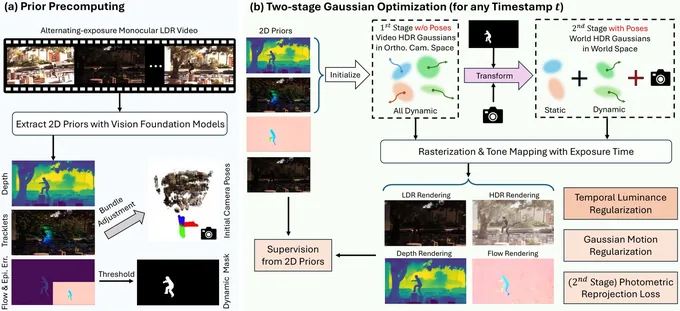 (a) Prior Precomputing
Alternating-exposure Monocular LDR Video
Extract 2D Priors with Vision Foundation Models
Depth
Tracklets
Flow & Epi. Err.
Bundle
Adjustment
Initial Camera Poses
Threshold
Dynamic Mask
(b) Two-stage Gaussian Optimization (for any Timestamp t)
2D Priors
Initialize
1st Stage w/o Poses
Video HDR Gaussians
in Ortho. Cam. Space
All Dynamic
Transform
2nd Stage with Poses
World HDR Gaussians
in World Space
Static
Dynamic
Rasterization & Tone Mapping with Exposure Time
LDR Rendering
HDR Rendering
Depth Rendering
Flow Rendering
Supervision
from 2D Priors
Temporal Luminance
Regularization
Gaussian Motion
Regularization
(2nd Stage) Photometric
Reprojection Loss